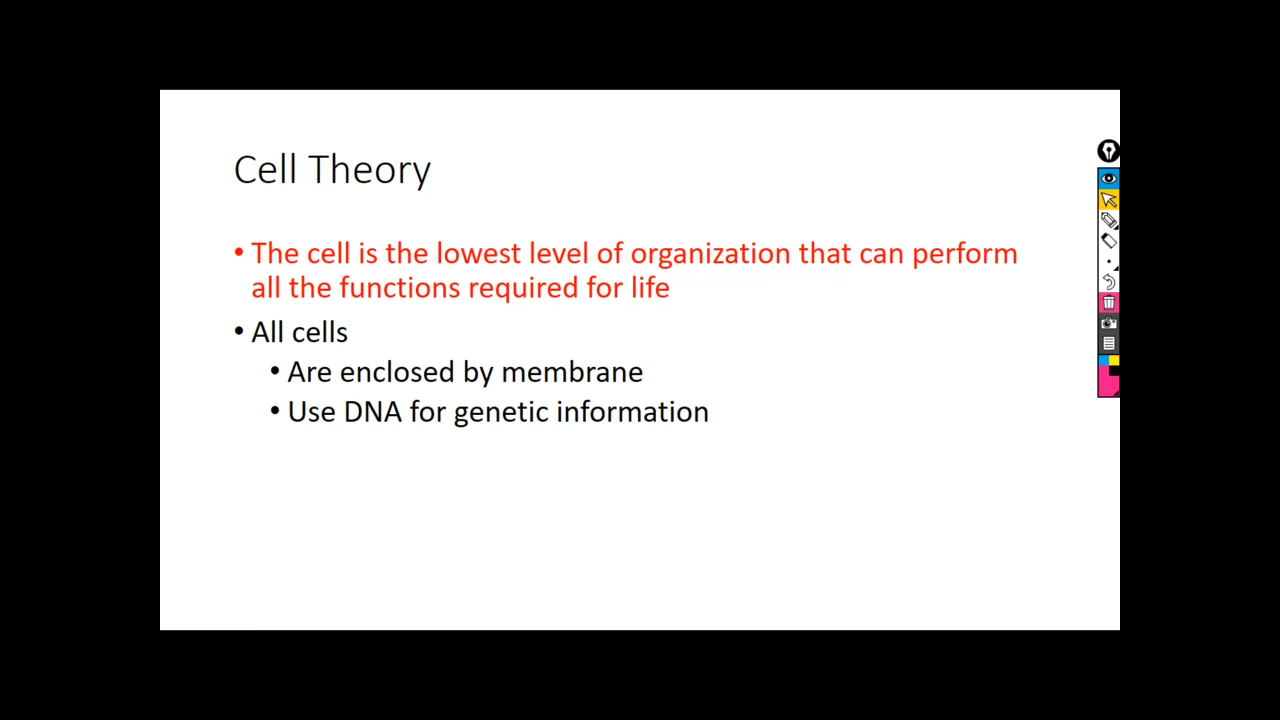 Cell Theory
• The cell is the lowest level of organization that can perform
all the functions required for life
• All cells
• Are enclosed by membrane
• Use DNA for genetic information